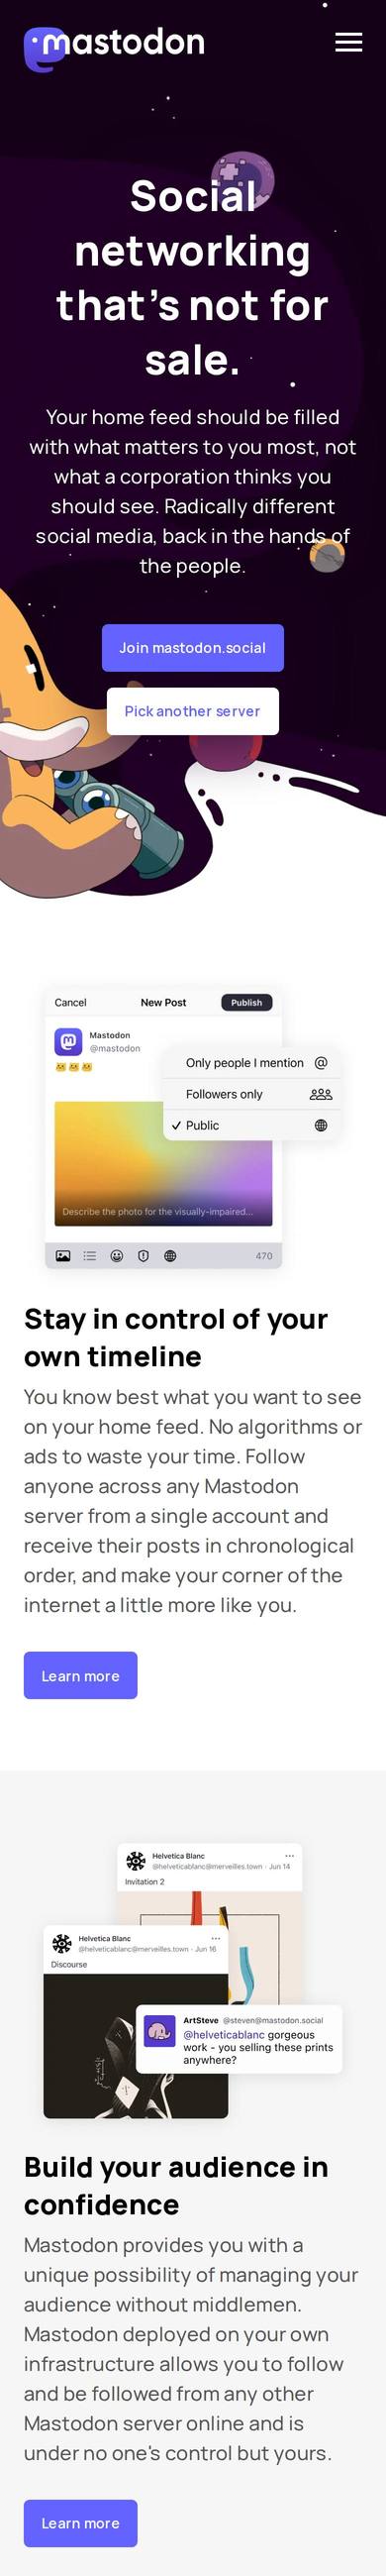 mastodon
Social
networking
that's not for
sale.
Your home feed should be filled
with what matters to you most, not
what a corporation thinks you
should see. Radically different
social media, back in the hands of
the people.
Join mastodon.social
Pick another server
Cancel New Post Publish
Mastodon
@mastodon
Only people I mention
Followers only
Public
Describe the photo for the visually-impaired...
470
Stay in control of your
own timeline
You know best what you want to see
on your home feed. No algorithms or
ads to waste your time. Follow
anyone across any Mastodon
server from a single account and
receive their posts in chronological
order, and make your corner of the
internet a little more like you.
Learn more
Helvetica Blanc
@helveticablanc@merveilles.town · Jun 14
Invitation 2
Helvetica Blanc
@helveticablanc@merveilles.town · Jun 16
Discourse
ArtSteve @steven@mastodon.social
@helveticablanc gorgeous
work - you selling these prints
anywhere?
Build your audience in
confidence
Mastodon provides you with a
unique possibility of managing your
audience without middlemen.
Mastodon deployed on your own
infrastructure allows you to follow
and be followed from any other
Mastodon server online and is
under no one's control but yours.
Learn more